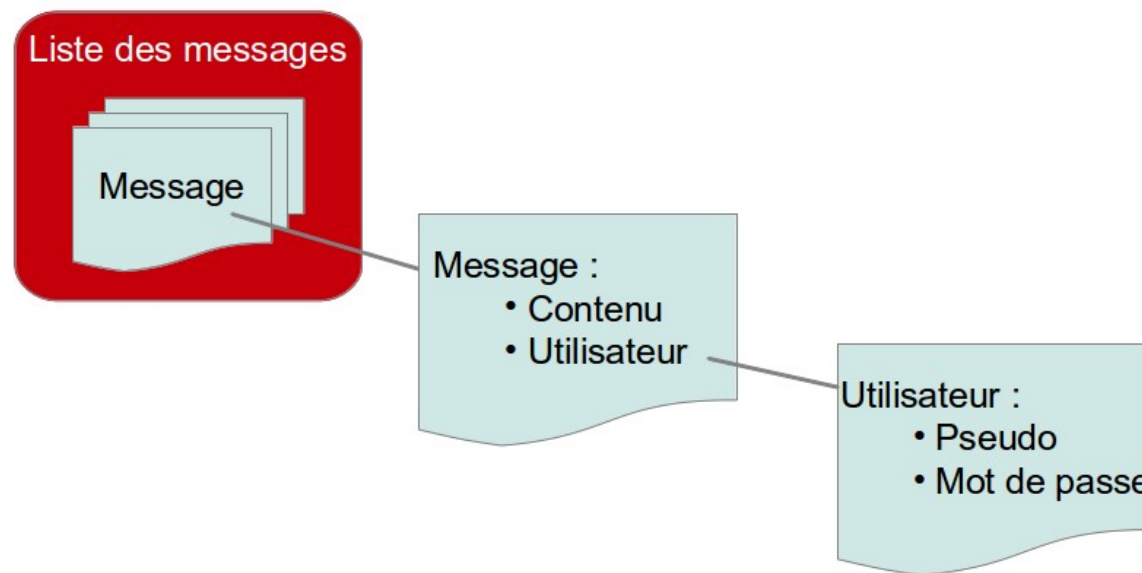 Liste des messages
Message
Message :
• Contenu
• Utilisateur
Utilisateur :
• Pseudo
• Mot de passe